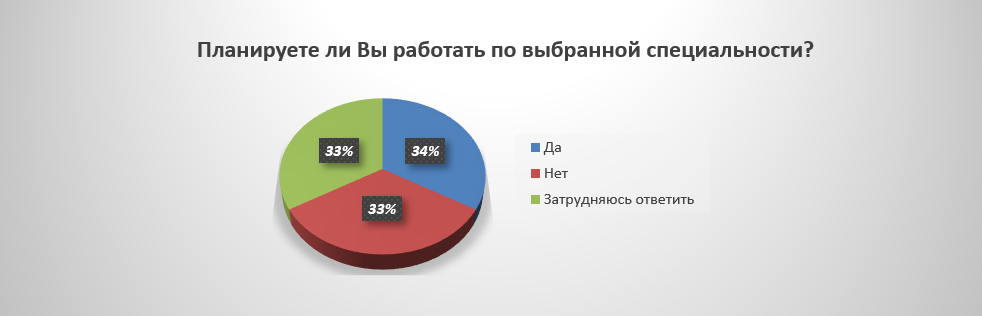 Планируете ли Вы работать по выбранной специальности?
33%
34%
33%
Да
Нет
Затрудняюсь ответить